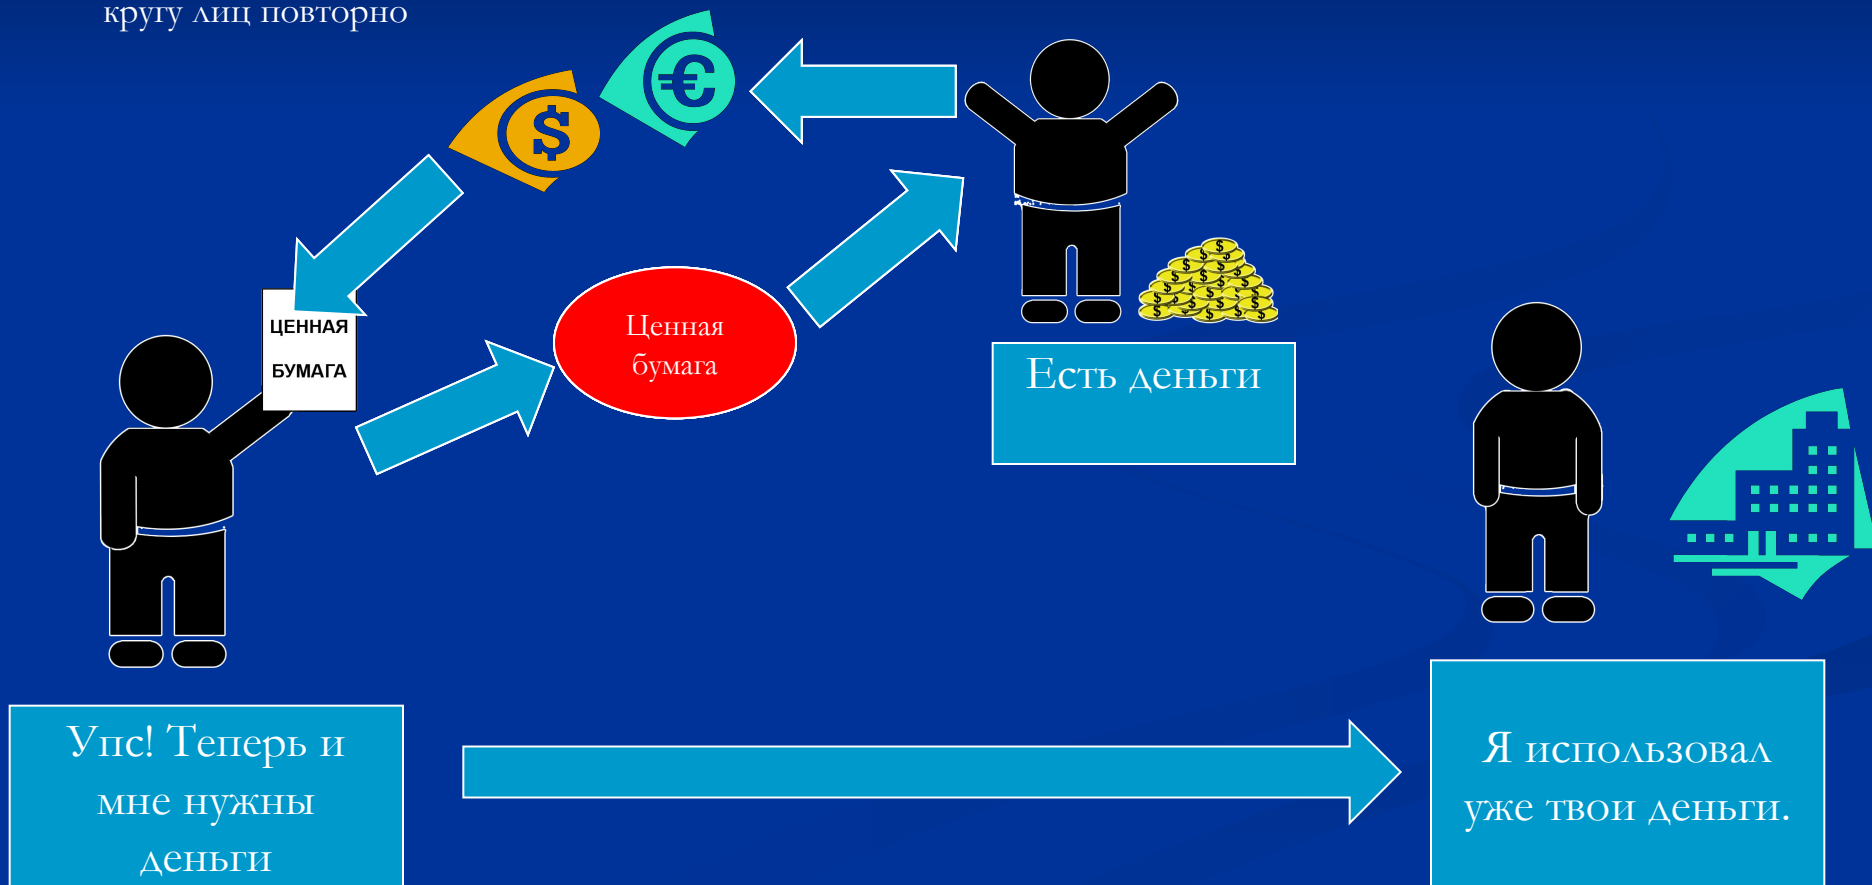 кругу лиц повторно
$
€
ЦЕННАЯ
БУМАГА
Ценная
бумага
Есть деньги
Упс! Теперь и
мне нужны
деньги
Я использовал
уже твои деньги.